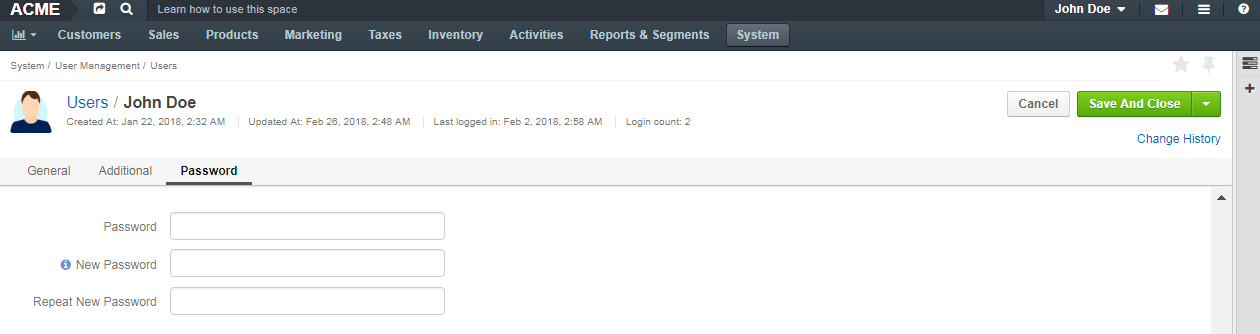 ACME Learn how to use this space John Doe
Customers Sales Products Marketing Taxes Inventory Activities Reports & Segments System
System / User Management / Users
Users / John Doe Cancel Save And Close
Created At: Jan 22, 2018, 2:32 AM Updated At: Feb 26, 2018, 2:48 AM Last logged in: Feb 2, 2018, 2:58 AM Login count: 2
Change History
General Additional Password
Password
New Password
Repeat New Password